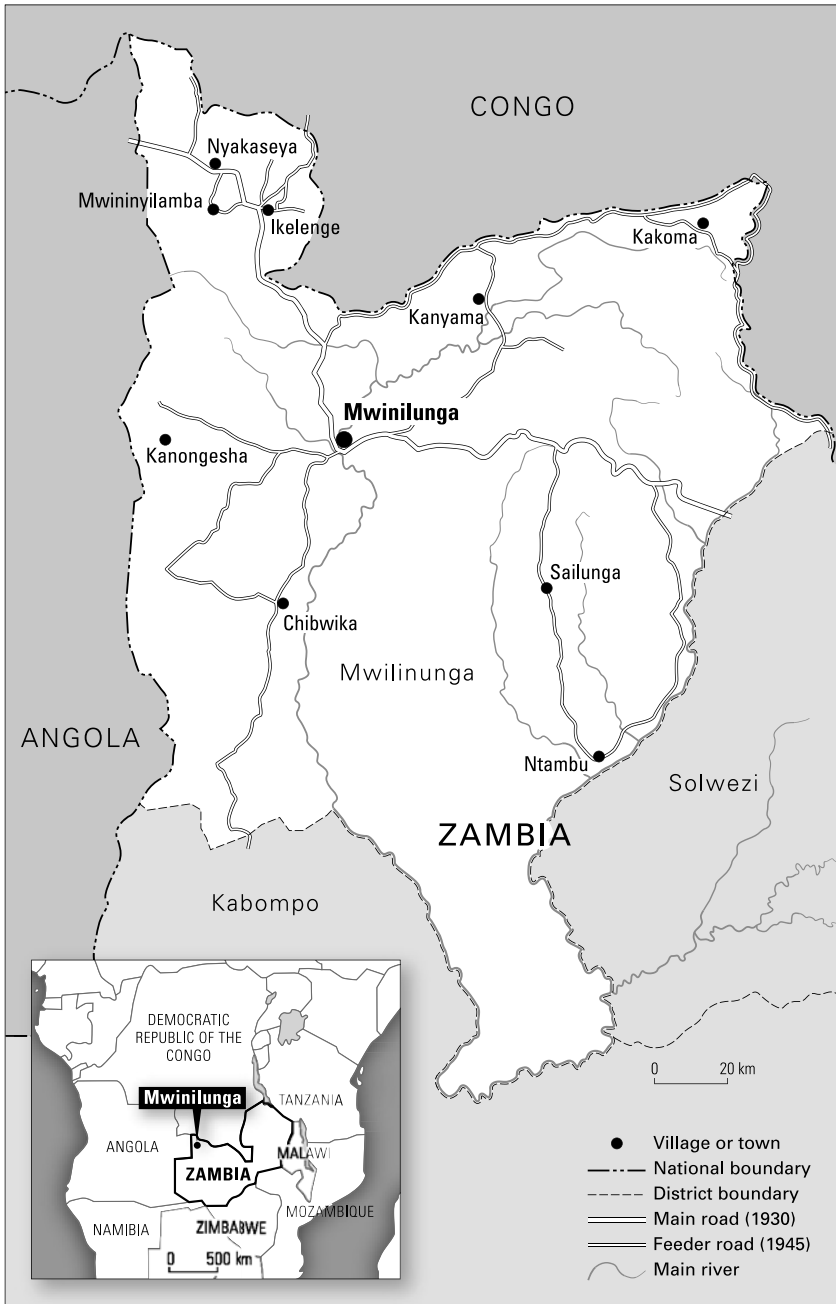 CONGO
Nyakaseya
Mwininyilamba
Ikelenge
Kakoma
Kanyama
Mwinilunga
Kanongesha
Sailunga
Chibwika
Mwilinunga
ANGOLA
Ntambu
Solwezi
ZAMBIA
Kabompo
DEMOCRATIC
REPUBLIC OF THE
CONGO
Mwinilunga
TANZANIA
ANGOLA
MALAWI
ZAMBIA
MOZAMBIQUE
NAMIBIA
ZIMBABWE
0 500 km
0 20 km
Village or town
National boundary
District boundary
Main road (1930)
Feeder road (1945)
Main river